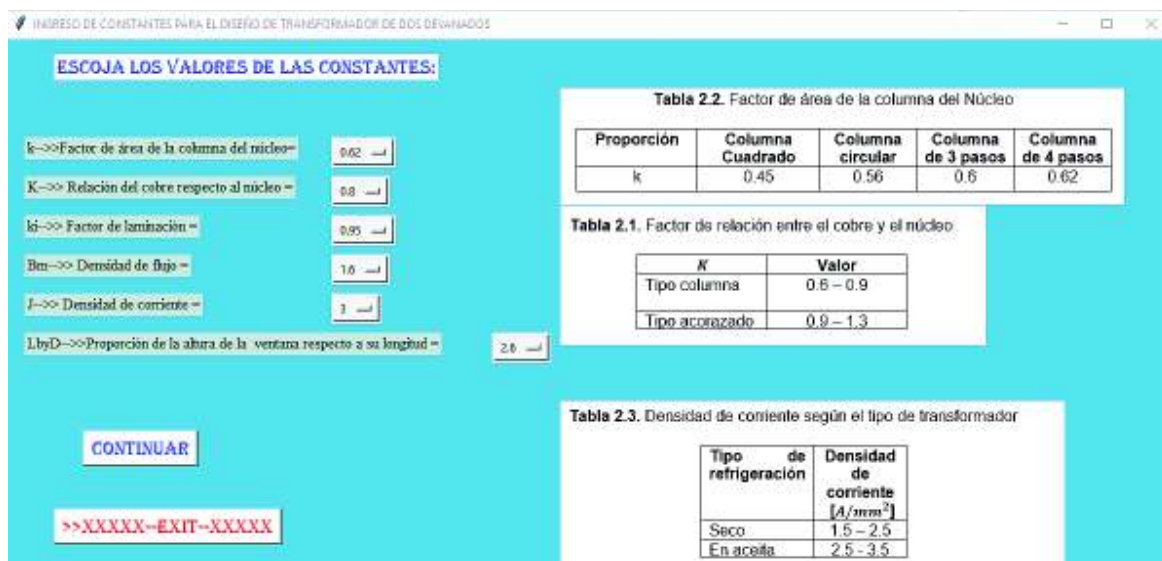 INGRESO DE CONSTANTES PARA EL DISEÑO DE TRANSFORMADOR DE DOS DEVANADOS
ESCOJA LOS VALORES DE LAS CONSTANTES:
k-->>Factor de área de la columna del núcleo= 0.62
K-->> Relación del cobre respecto al núcleo = 0.8
ki-->> Factor de laminación = 0.95
Bm-->> Densidad de flujo = 1.6
J-->> Densidad de corriente = 3
LbyD-->>Proporción de la altura de la ventana respecto a su longitud = 2.6
CONTINUAR
>>XXXXX--EXIT--XXXXX
Tabla 2.2. Factor de área de la columna del Núcleo
Proporción Columna Cuadrado Columna circular Columna de 3 pasos Columna de 4 pasos
k 0.45 0.56 0.6 0.62
Tabla 2.1. Factor de relación entre el cobre y el núcleo
K Valor
Tipo columna 0.6 – 0.9
Tipo acorazado 0.9 – 1.3
Tabla 2.3. Densidad de corriente según el tipo de transformador
Tipo de refrigeración Densidad de corriente [A/mm²]
Seco 1.5 – 2.5
En aceite 2.5 - 3.5